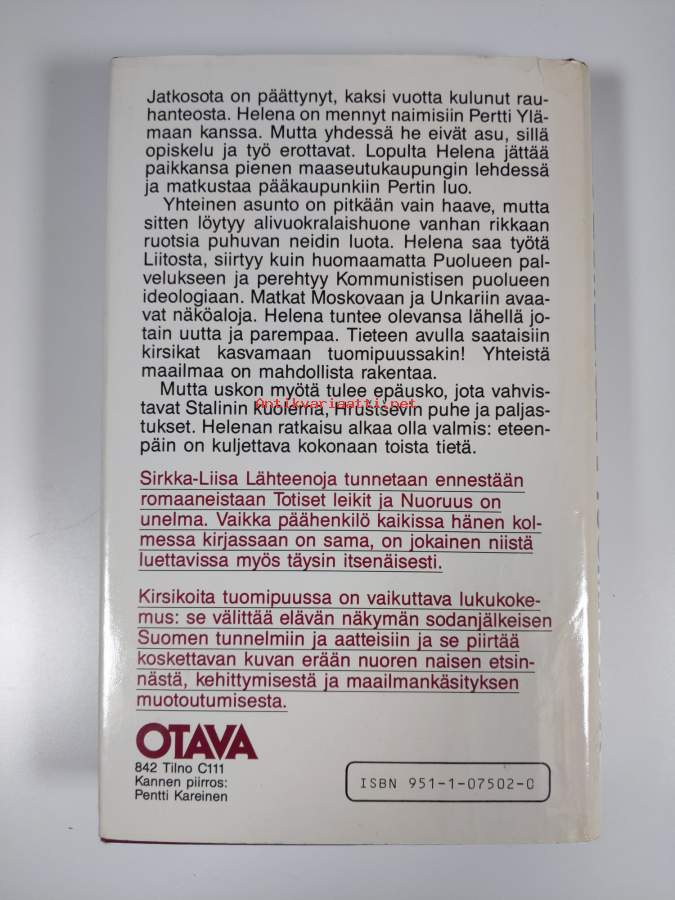 Jatkosota on päättynyt, kaksi vuotta kulunut rau-
hanteosta. Helena on mennyt naimisiin Pertti Ylä-
maan kanssa. Mutta yhdessä he eivät asu, sillä
opiskelu ja työ erottavat. Lopulta Helena jättää
paikkansa pienen maaseutukaupungin lehdessä
ja matkustaa pääkaupunkiin Pertin luo.
Yhteinen asunto on pitkään vain haave, mutta
sitten löytyy alivuokralaishuone vanhan rikkaan
ruotsia puhuvan neidin luota. Helena saa työtä
Liitosta, siirtyy kuin huomaamatta Puolueen pal-
velukseen ja perehtyy Kommunistisen puolueen
ideologiaan. Matkat Moskovaan ja Unkariin avaa-
vat näköaloja. Helena tuntee olevansa lähellä jo-
tain uutta ja parempaa. Tieteen avulla saataisiin
kirsikat kasvamaan tuomipuussakin! Yhteistä
maailmaa on mahdollista rakentaa.
Mutta uskon myötä tulee epäusko, jota vahvis-
tavat Stalinin kuolema, Hrustševin puhe ja paljas-
tukset. Helenan ratkaisu alkaa olla valmis: eteen-
päin on kuljettava kokonaan toista tietä.
Antikvariaatti.net
Sirkka-Liisa Lähteenoja tunnetaan ennestään
romaaneistaan Totiset leikit ja Nuoruus on
unelma. Vaikka päähenkilö kaikissa hänen kol-
messa kirjassaan on sama, on jokainen niistä
luettavissa myös täysin itsenäisesti.
Kirsikoita tuomipuussa on vaikuttava lukukoke-
mus: se välittää elävän näkymän sodanjälkeisen
Suomen tunnelmiin ja aatteisiin ja se piirtää
koskettavan kuvan erään nuoren naisen etsin-
nästä, kehittymisestä ja maailmankäsityksen
muotoutumisesta.
OTAVA
842 Tilno C111
Kannen piirros:
Pentti Kareinen
ISBN 951-1-07502-0